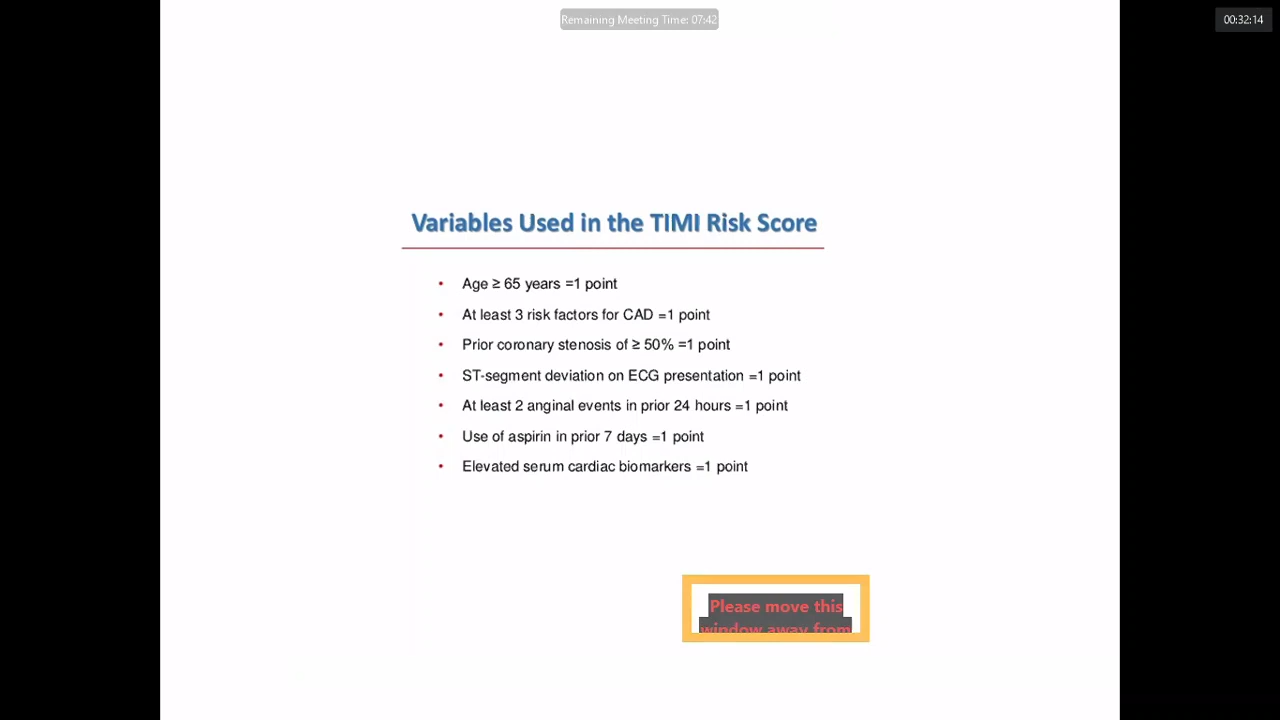 Remaining Meeting Time: 07:42
00:32:14
Variables Used in the TIMI Risk Score
• Age ≥ 65 years =1 point
• At least 3 risk factors for CAD =1 point
• Prior coronary stenosis of ≥ 50% =1 point
• ST-segment deviation on ECG presentation =1 point
• At least 2 anginal events in prior 24 hours =1 point
• Use of aspirin in prior 7 days =1 point
• Elevated serum cardiac biomarkers =1 point
Please move this
window away from